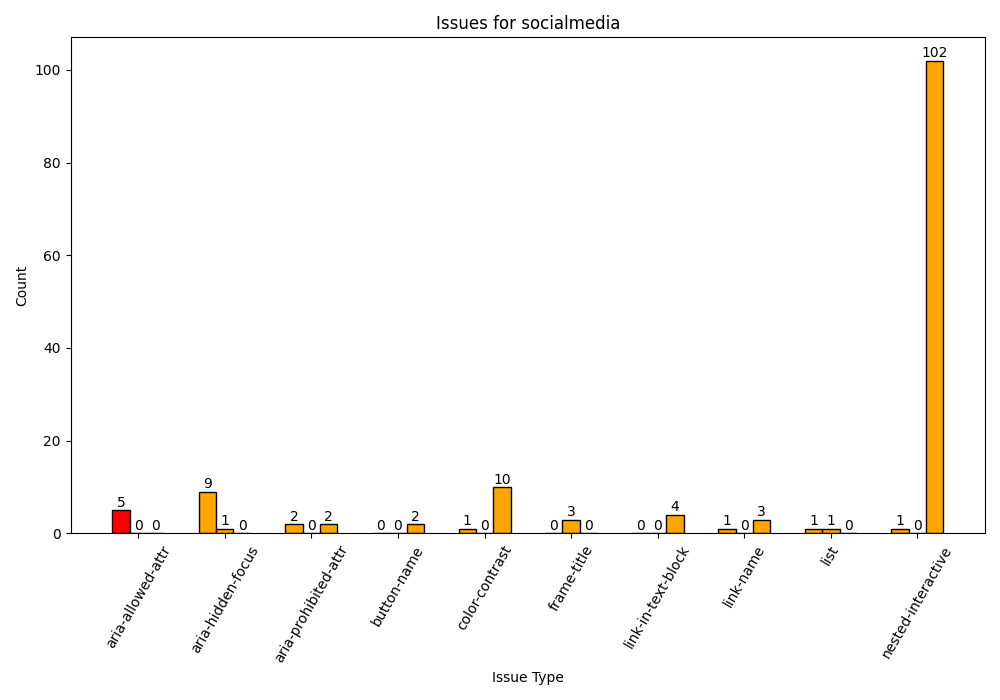 Issues for socialmedia
Count
100
80
60
40
20
0
5 0 0
9 1 0
2 0 2
0 0 2
1 0 10
0 3 0
0 0 4
1 0 3
1 1 0
1 0 102
aria-allowed-attr
aria-hidden-focus
aria-prohibited-attr
button-name
color-contrast
frame-title
link-in-text-block
link-name
list
nested-interactive
Issue Type